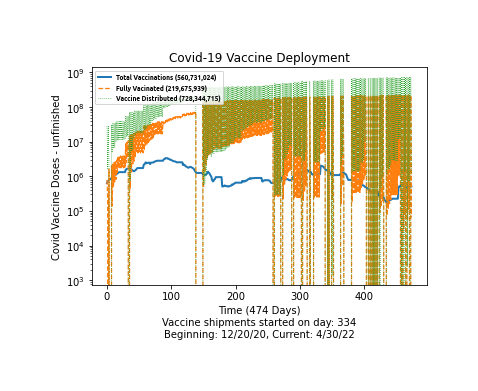 Covid-19 Vaccine Deployment
Total Vaccinations (560,731,024)
Fully Vacinated (219,675,939)
Vaccine Distributed (728,344,715)
Covid Vaccine Doses - unfinished
10⁹
10⁸
10⁷
10⁶
10⁵
10⁴
10³
0 100 200 300 400
Time (474 Days)
Vaccine shipments started on day: 334
Beginning: 12/20/20, Current: 4/30/22